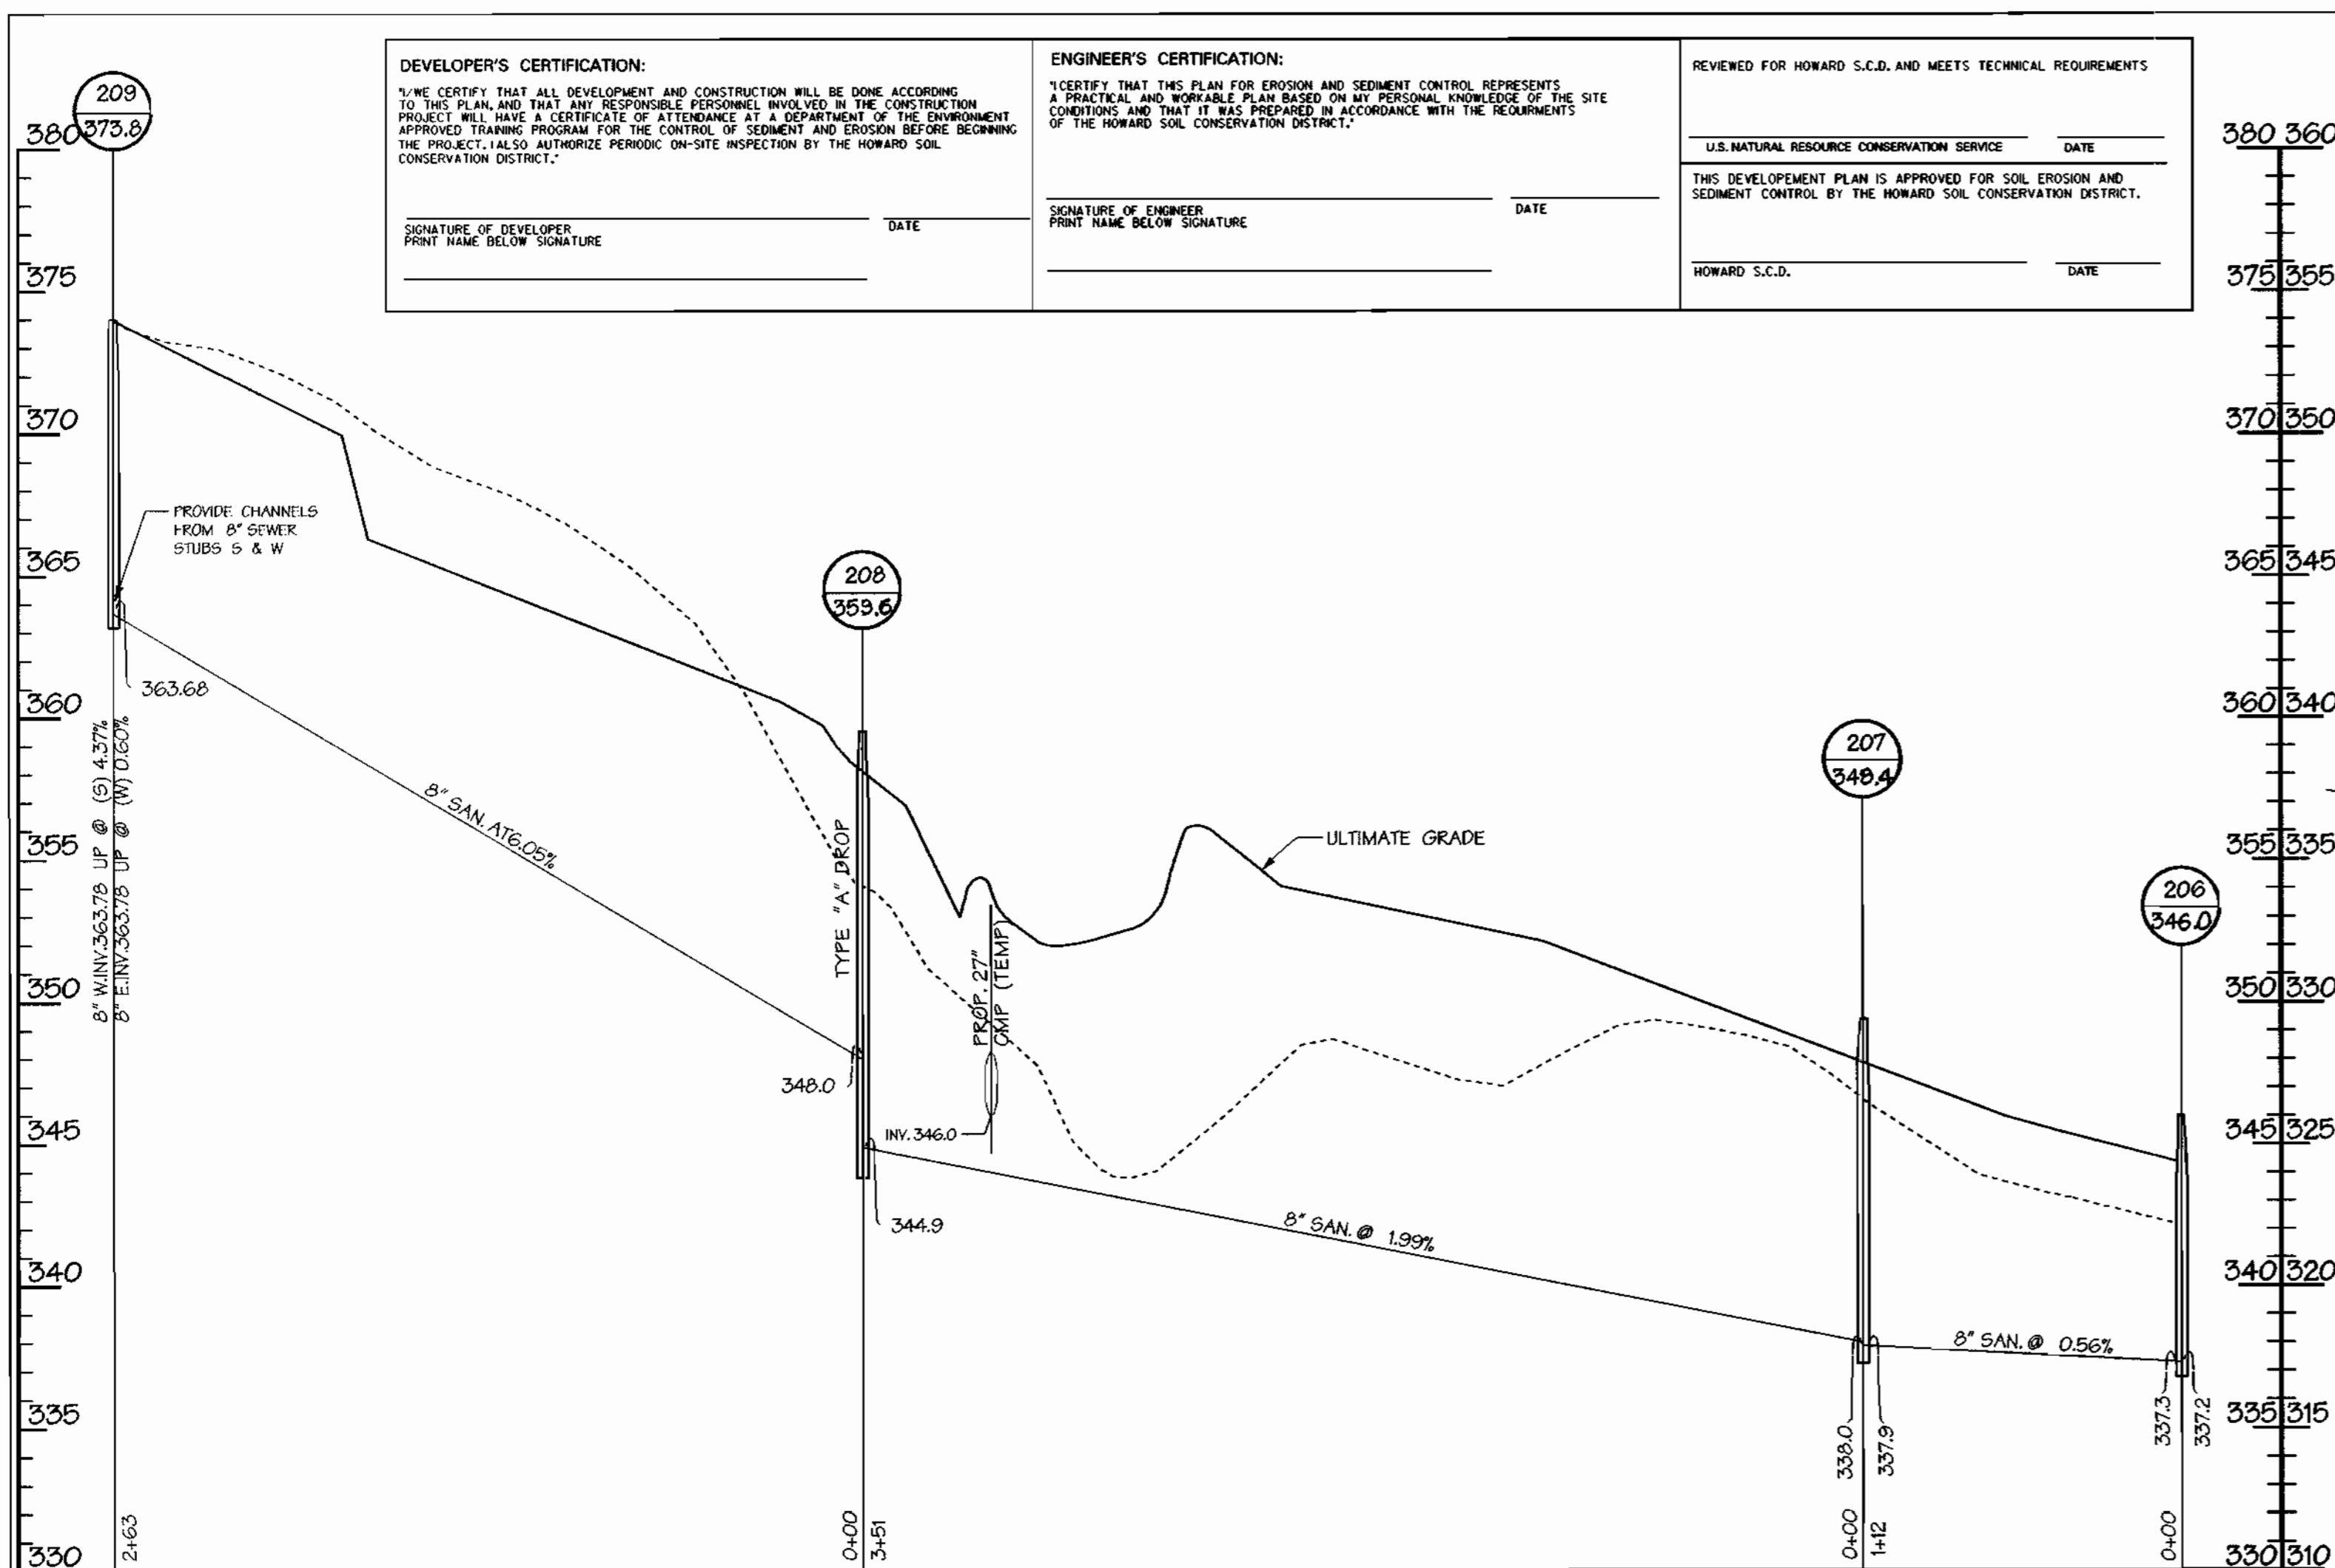 DEVELOPER'S CERTIFICATION:
"I/WE CERTIFY THAT ALL DEVELOPMENT AND CONSTRUCTION WILL BE DONE ACCORDING
TO THIS PLAN, AND THAT ANY RESPONSIBLE PERSONNEL INVOLVED IN THE CONSTRUCTION
PROJECT WILL HAVE A CERTIFICATE OF ATTENDANCE AT A DEPARTMENT OF THE ENVIRONMENT
APPROVED TRAINING PROGRAM FOR THE CONTROL OF SEDIMENT AND EROSION BEFORE BEGINNING
THE PROJECT. I ALSO AUTHORIZE PERIODIC ON-SITE INSPECTION BY THE HOWARD SOIL
CONSERVATION DISTRICT."
SIGNATURE OF DEVELOPER DATE
PRINT NAME BELOW SIGNATURE
ENGINEER'S CERTIFICATION:
"I CERTIFY THAT THIS PLAN FOR EROSION AND SEDIMENT CONTROL REPRESENTS
A PRACTICAL AND WORKABLE PLAN BASED ON MY PERSONAL KNOWLEDGE OF THE SITE
CONDITIONS AND THAT IT WAS PREPARED IN ACCORDANCE WITH THE REQUIRMENTS
OF THE HOWARD SOIL CONSERVATION DISTRICT."
SIGNATURE OF ENGINEER DATE
PRINT NAME BELOW SIGNATURE
REVIEWED FOR HOWARD S.C.D. AND MEETS TECHNICAL REQUIREMENTS
U.S. NATURAL RESOURCE CONSERVATION SERVICE DATE
THIS DEVELOPEMENT PLAN IS APPROVED FOR SOIL EROSION AND
SEDIMENT CONTROL BY THE HOWARD SOIL CONSERVATION DISTRICT.
HOWARD S.C.D. DATE
209
373.8
380
375
370
365
360
355
350
345
340
335
330
PROVIDE CHANNELS
FROM 8" SEWER
STUBS S & W
363.68
8" W.INV.363.78 UP @ (S) 4.37%
8" E.INV.363.78 UP @ (W) 0.60%
8" SAN. AT 6.05%
208
359.6
TYPE "A" DROP
348.0
344.9
PROP. 27"
CMP (TEMP)
INV. 346.0
ULTIMATE GRADE
8" SAN. @ 1.99%
207
348.4
338.0
337.9
8" SAN. @ 0.56%
206
346.0
337.3
337.2
2+63
0+00
3+51
0+00
1+12
0+00
380 360
375 355
370 350
365 345
360 340
355 335
350 330
345 325
340 320
335 315
330 310